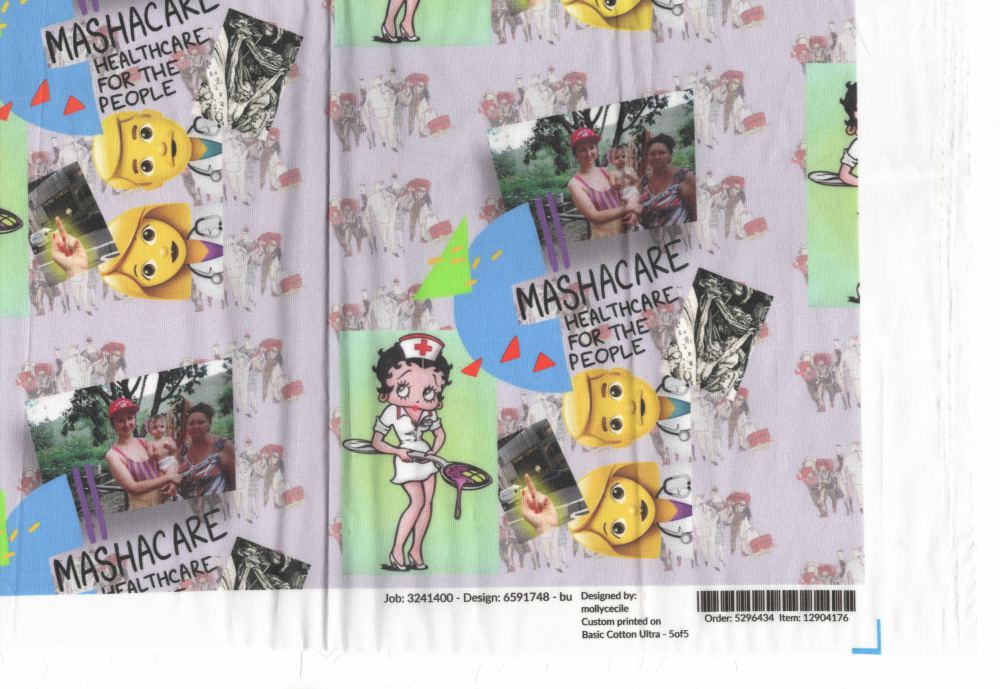 MASHACARE
HEALTHCARE
FOR THE
PEOPLE
MASHACARE
HEALTHCARE
FOR THE
PEOPLE
MASHACARE
HEALTHCARE
Job: 3241400 - Design: 6591748 - bu
Designed by:
mollycecile
Custom printed on
Basic Cotton Ultra - 5of5
Order: 5296434 Item: 12904176